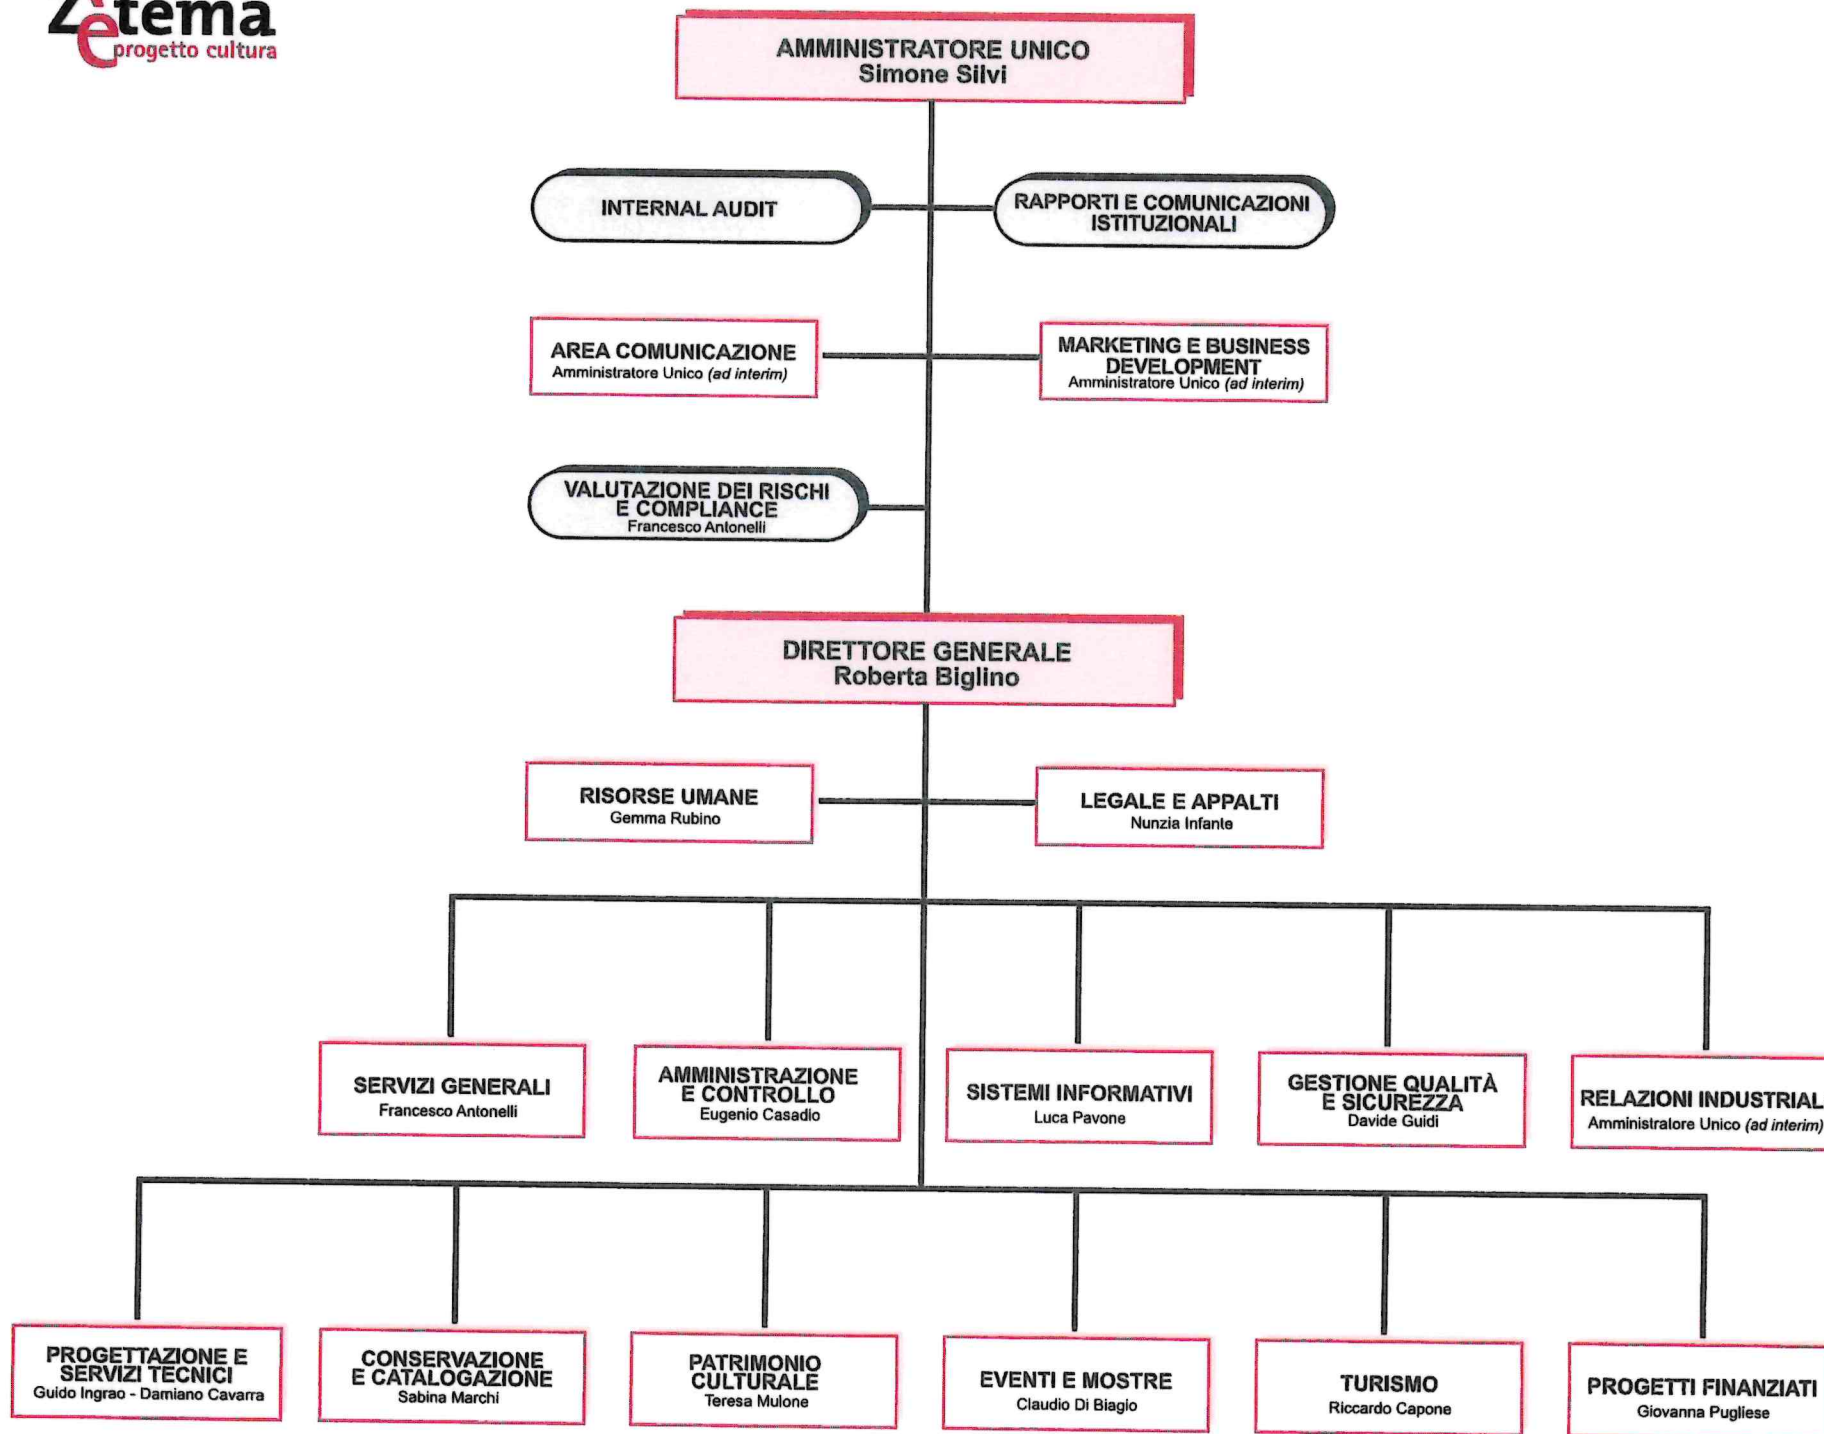 Zètema
progetto cultura
AMMINISTRATORE UNICO
Simone Silvi
INTERNAL AUDIT
RAPPORTI E COMUNICAZIONI
ISTITUZIONALI
AREA COMUNICAZIONE
Amministratore Unico (ad interim)
MARKETING E BUSINESS
DEVELOPMENT
Amministratore Unico (ad interim)
VALUTAZIONE DEI RISCHI
E COMPLIANCE
Francesco Antonelli
DIRETTORE GENERALE
Roberta Biglino
RISORSE UMANE
Gemma Rubino
LEGALE E APPALTI
Nunzia Infante
SERVIZI GENERALI
Francesco Antonelli
AMMINISTRAZIONE
E CONTROLLO
Eugenio Casadio
SISTEMI INFORMATIVI
Luca Pavone
GESTIONE QUALITÀ
E SICUREZZA
Davide Guidi
RELAZIONI INDUSTRIAL
Amministratore Unico (ad interim)
PROGETTAZIONE E
SERVIZI TECNICI
Guido Ingrao - Damiano Cavarra
CONSERVAZIONE
E CATALOGAZIONE
Sabina Marchi
PATRIMONIO
CULTURALE
Teresa Mulone
EVENTI E MOSTRE
Claudio Di Biagio
TURISMO
Riccardo Capone
PROGETTI FINANZIATI
Giovanna Pugliese